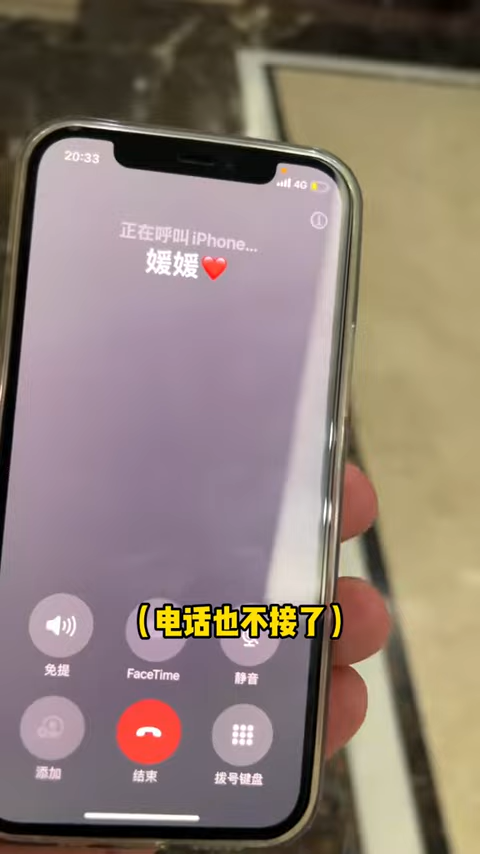 20:33
4G
正在呼叫 iPhone...
媛媛❤️
（电话也不接了）
免提
FaceTime
静音
添加
结束
拨号键盘